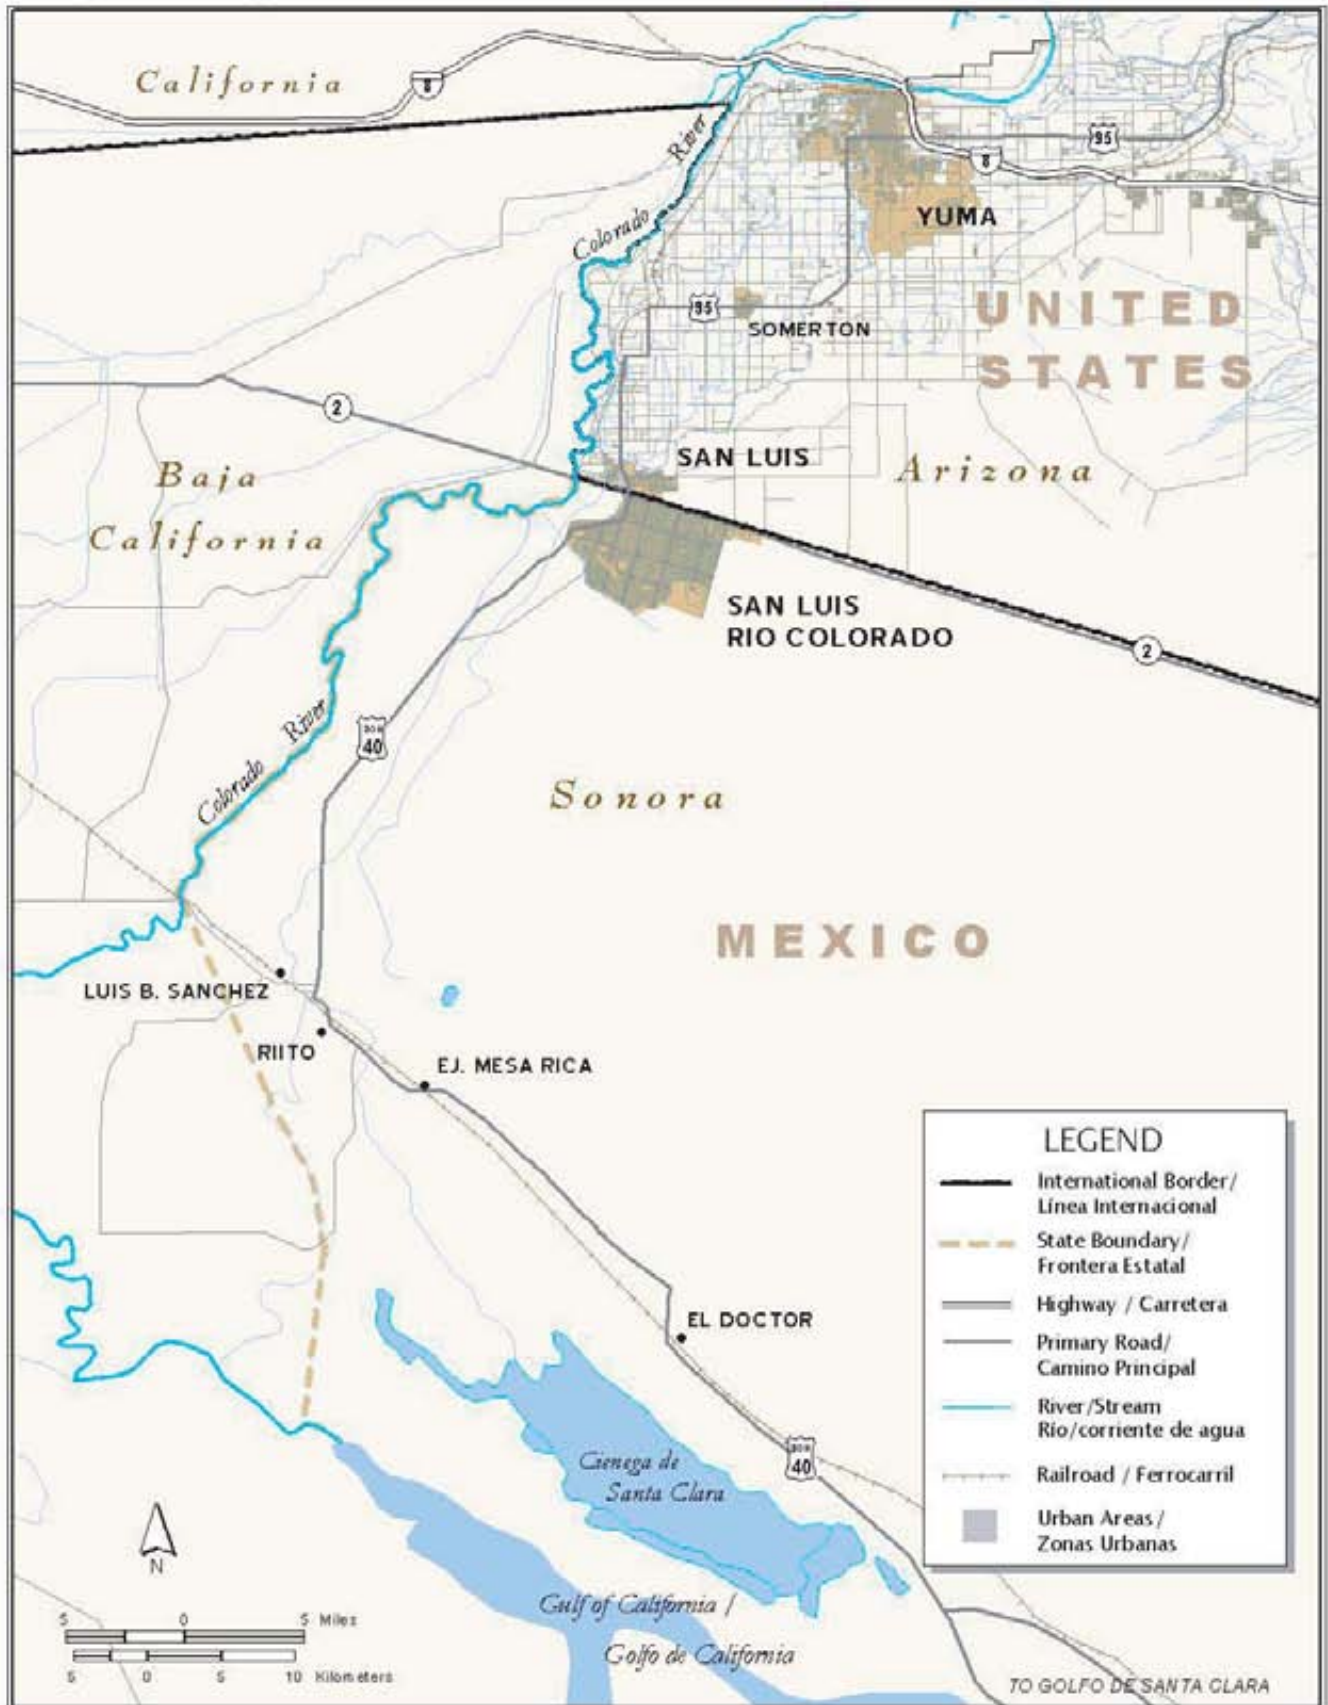 California
8
River
Colorado
95
8
YUMA
UNITED
STATES
95
SOMERTON
2
SAN LUIS
Arizona
Baja
California
SAN LUIS
RIO COLORADO
2
River
Colorado
SON
40
Sonora
MEXICO
LUIS B. SANCHEZ
RIITO
EJ. MESA RICA
EL DOCTOR
SON
40
Cienega de
Santa Clara
Gulf of California /
Golfo de California
TO GOLFO DE SANTA CLARA
N
5 0 5 Miles
5 0 5 10 Kilometers
LEGEND
International Border/
Línea Internacional
State Boundary/
Frontera Estatal
Highway / Carretera
Primary Road/
Camino Principal
River/Stream
Río/corriente de agua
Railroad / Ferrocarril
Urban Areas/
Zonas Urbanas